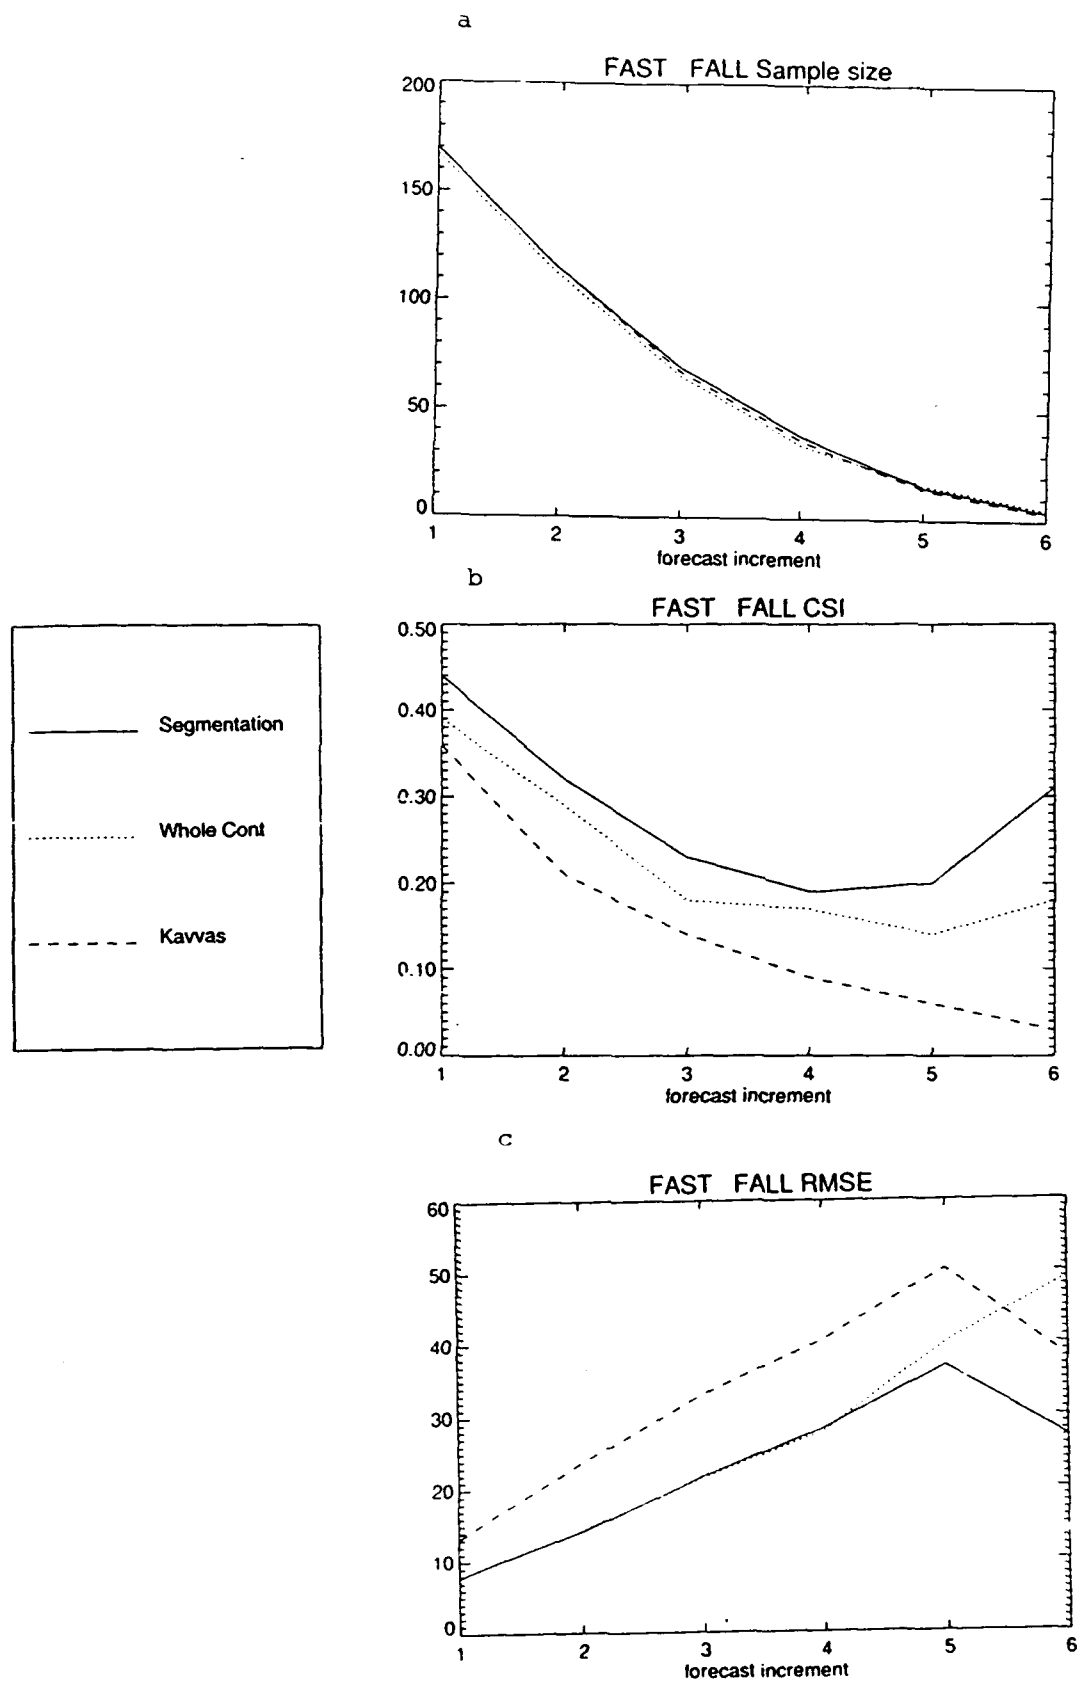 a
FAST FALL Sample size
200
150
100
50
0
1 2 3 4 5 6
forecast increment
b
FAST FALL CSI
0.50
0.40
0.30
0.20
0.10
0.00
1 2 3 4 5 6
forecast increment
Segmentation
Whole Cont
Kavvas
c
FAST FALL RMSE
60
50
40
30
20
10
0
1 2 3 4 5 6
forecast increment